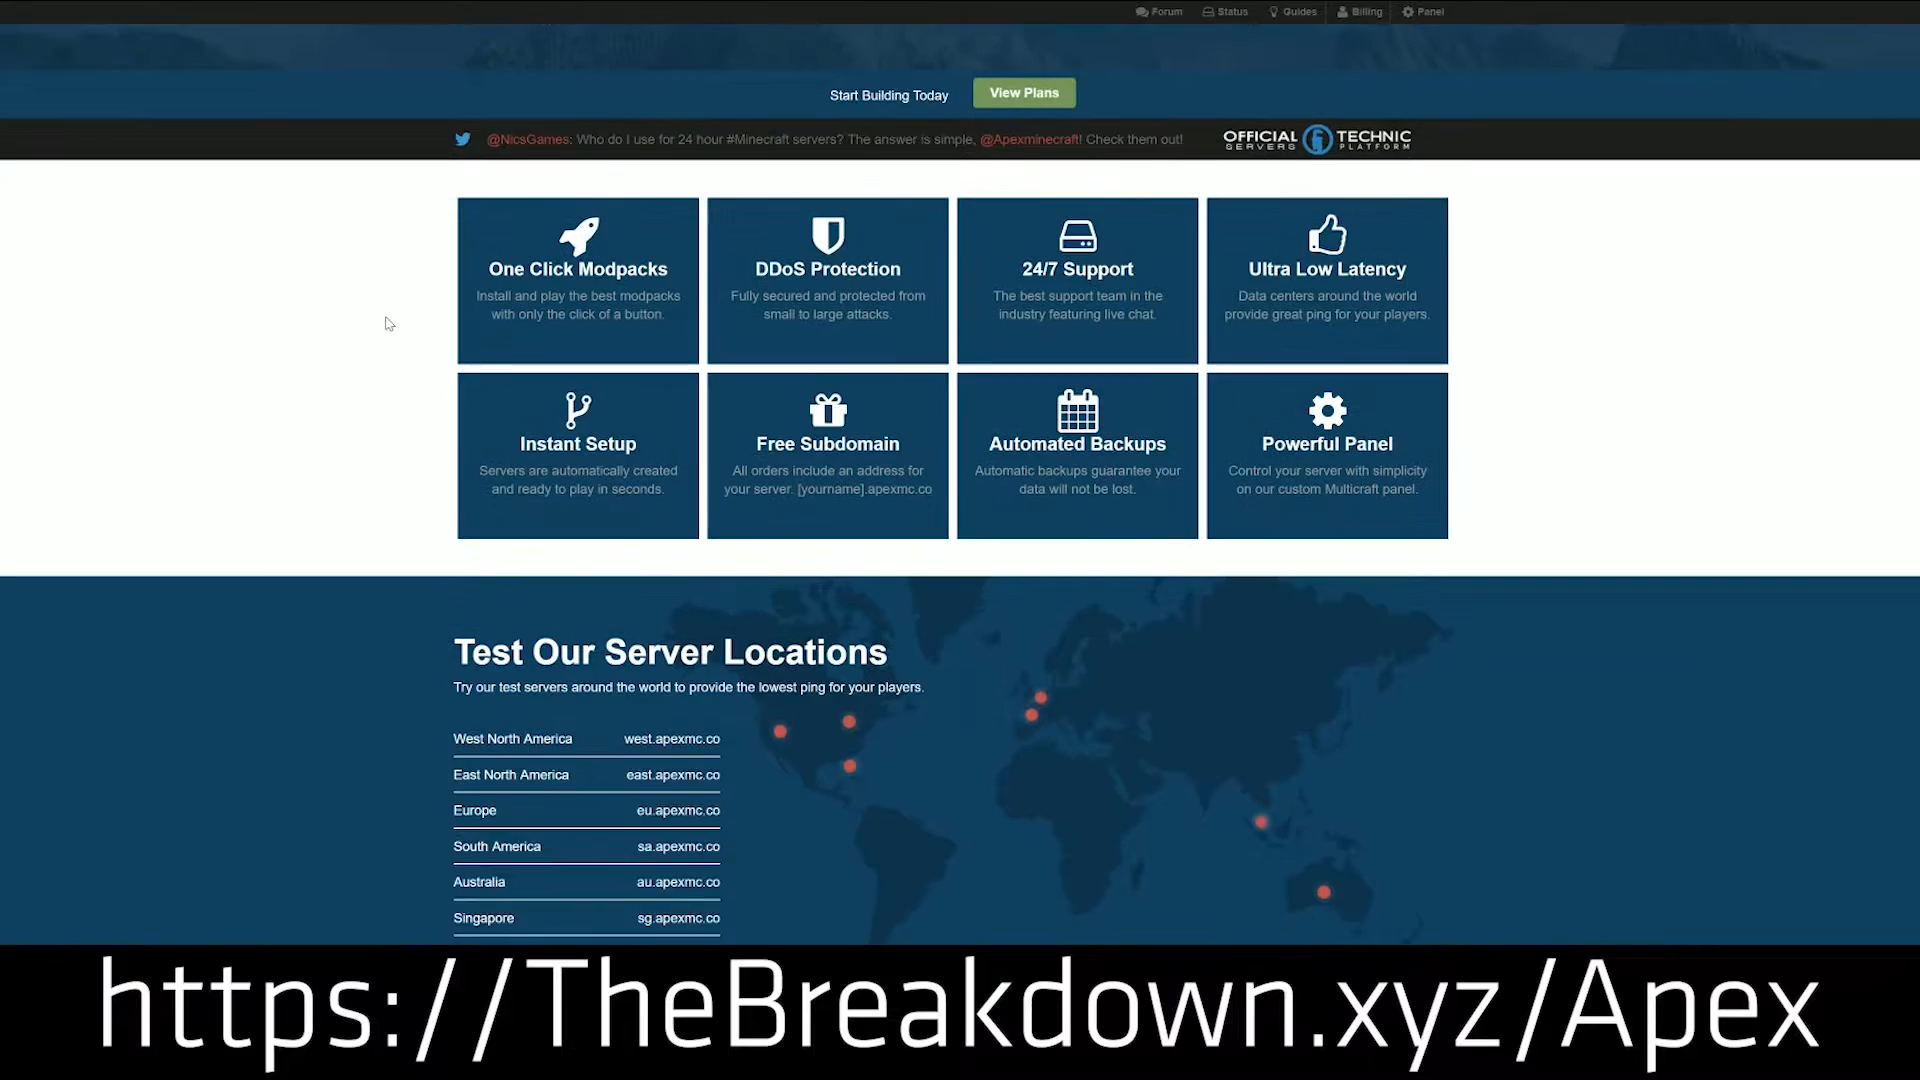 Forum Status Guides Billing Panel
Start Building Today View Plans
@NicsGames: Who do I use for 24 hour #Minecraft servers? The answer is simple, @Apexminecraft! Check them out!
OFFICIAL TECHNIC
SERVERS PLATFORM
One Click Modpacks
Install and play the best modpacks
with only the click of a button.
DDoS Protection
Fully secured and protected from
small to large attacks.
24/7 Support
The best support team in the
industry featuring live chat.
Ultra Low Latency
Data centers around the world
provide great ping for your players.
Instant Setup
Servers are automatically created
and ready to play in seconds.
Free Subdomain
All orders include an address for
your server. [yourname].apexmc.co
Automated Backups
Automatic backups guarantee your
data will not be lost.
Powerful Panel
Control your server with simplicity
on our custom Multicraft panel.
Test Our Server Locations
Try our test servers around the world to provide the lowest ping for your players.
West North America west.apexmc.co
East North America east.apexmc.co
Europe eu.apexmc.co
South America sa.apexmc.co
Australia au.apexmc.co
Singapore sg.apexmc.co
https://TheBreakdown.xyz/Apex